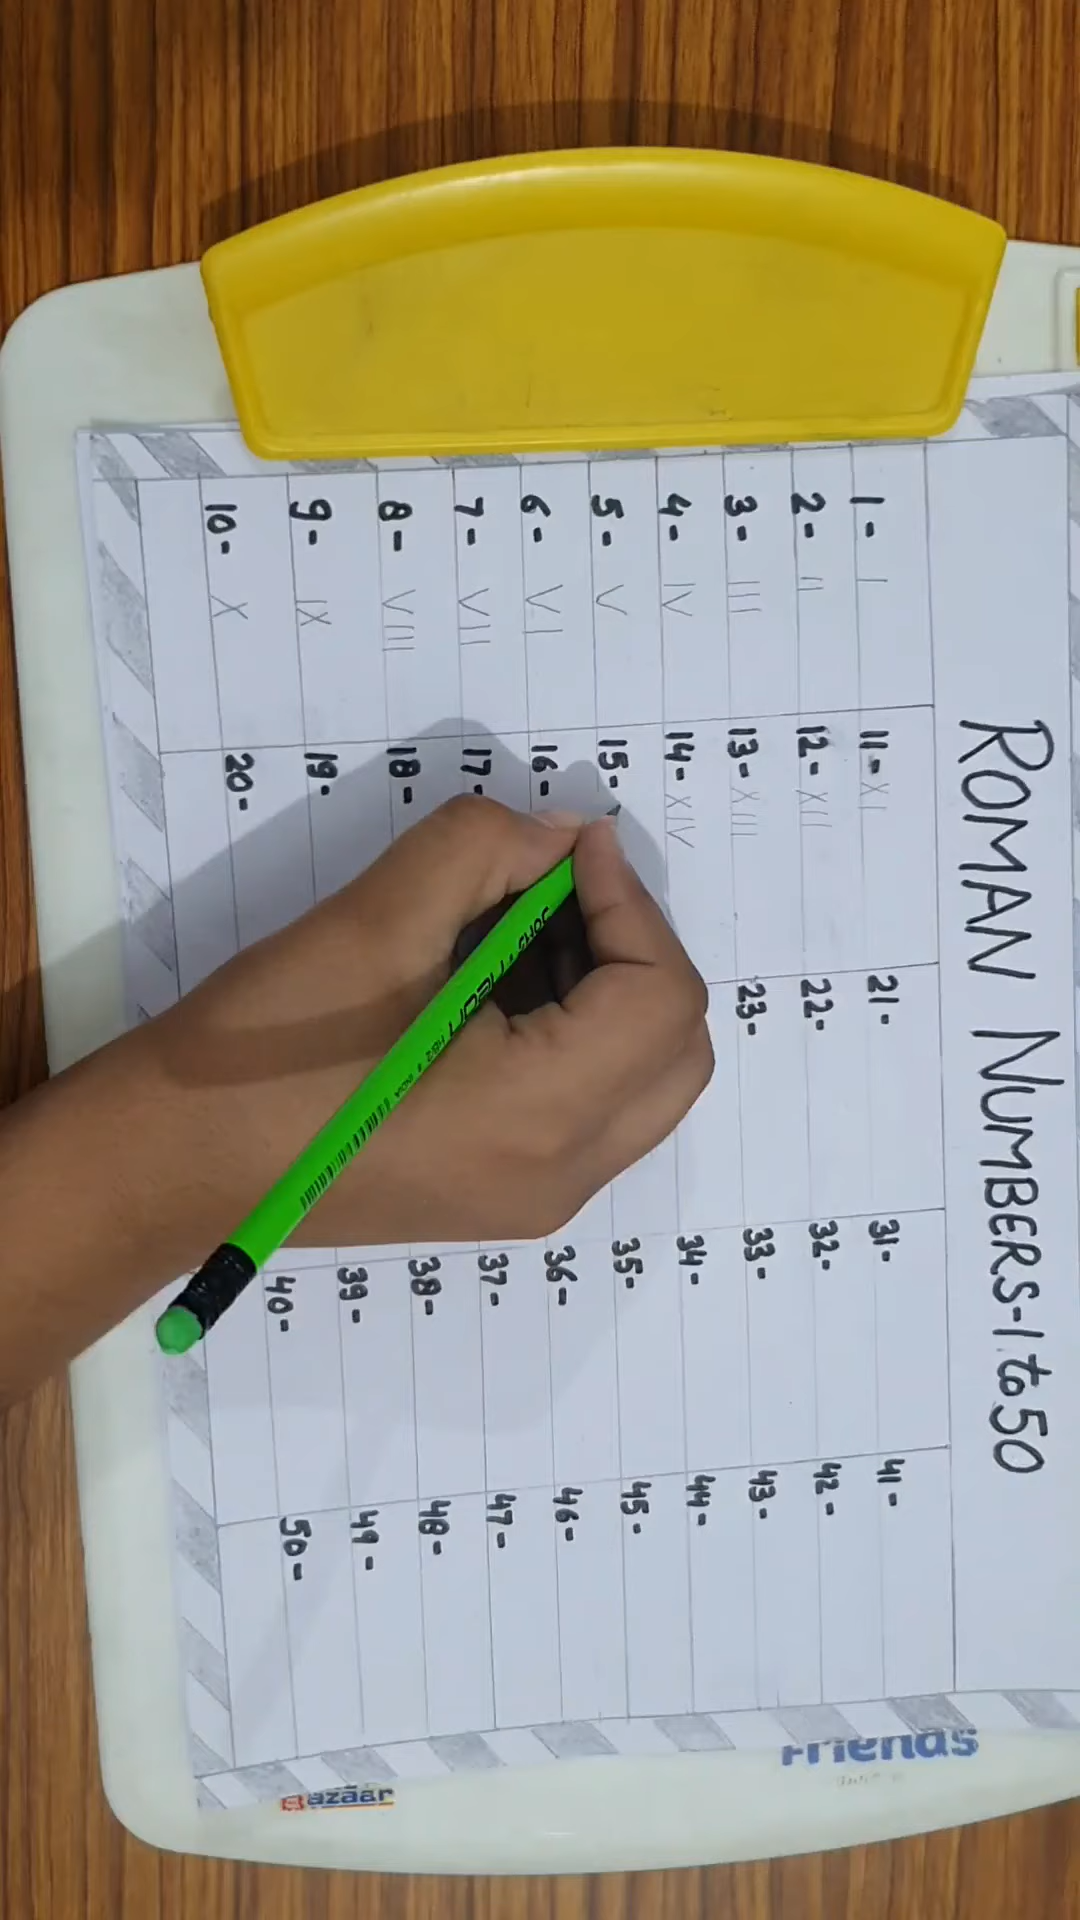 ROMAN NUMBERS-1 to 50
1- I
2- II
3- III
4- IV
5- V
6- VI
7- VII
8- VIII
9- IX
10- X
11- XI
12- XII
13- XIII
14- XIV
15-
16-
17-
18-
19-
20-
21-
22-
23-
31-
32-
33-
34-
35-
36-
37-
38-
39-
40-
41-
42-
43-
44-
45-
46-
47-
48-
49-
50-
Friends
azaar